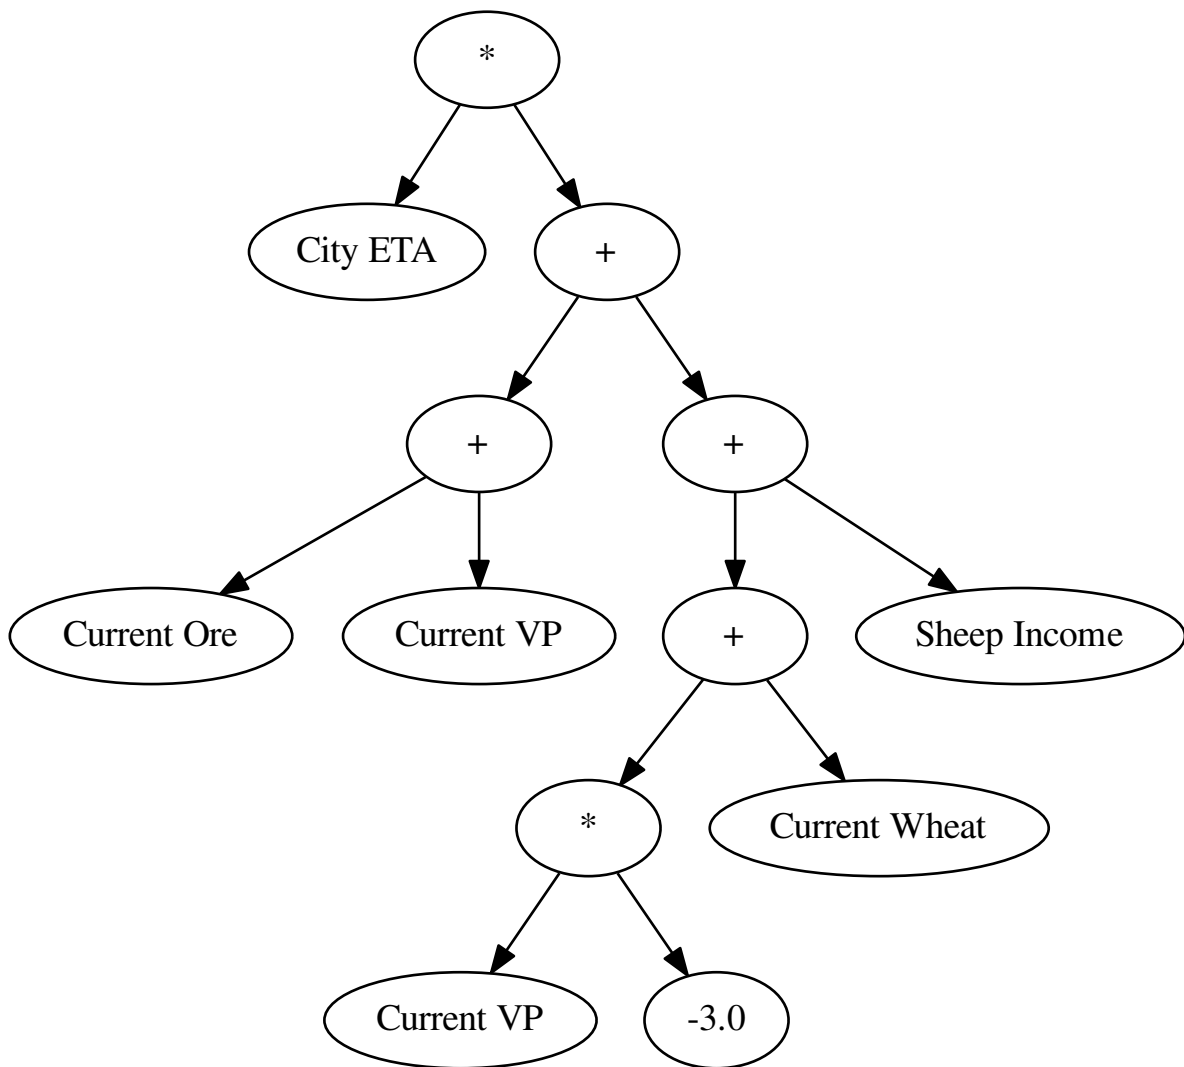 *
City ETA
+
+
+
Current Ore
Current VP
+
Sheep Income
*
Current Wheat
Current VP
-3.0